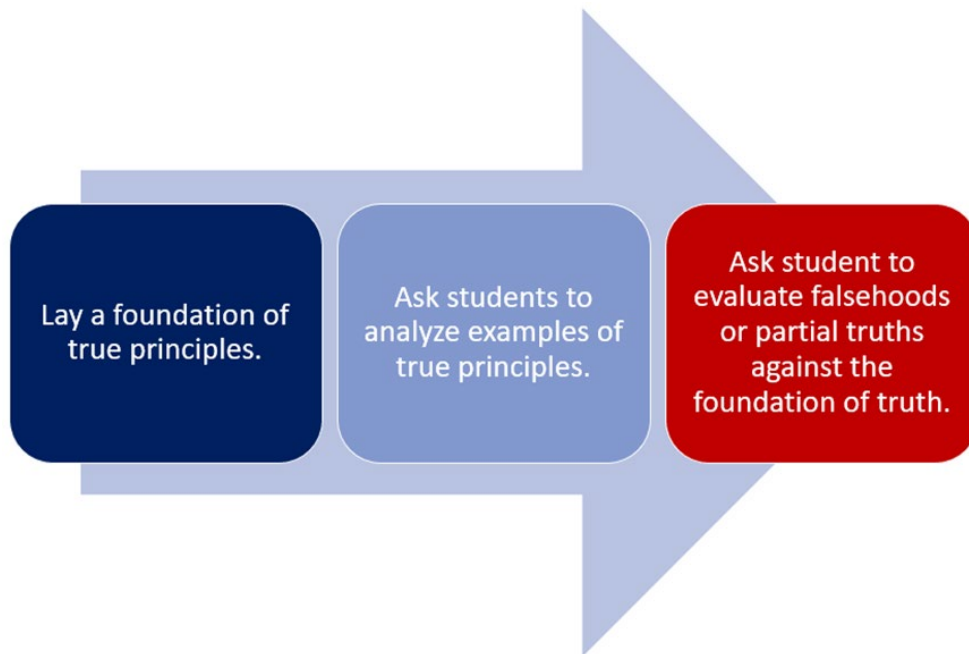 Lay a foundation of
true principles.
Ask students to
analyze examples of
true principles.
Ask student to
evaluate falsehoods
or partial truths
against the
foundation of truth.